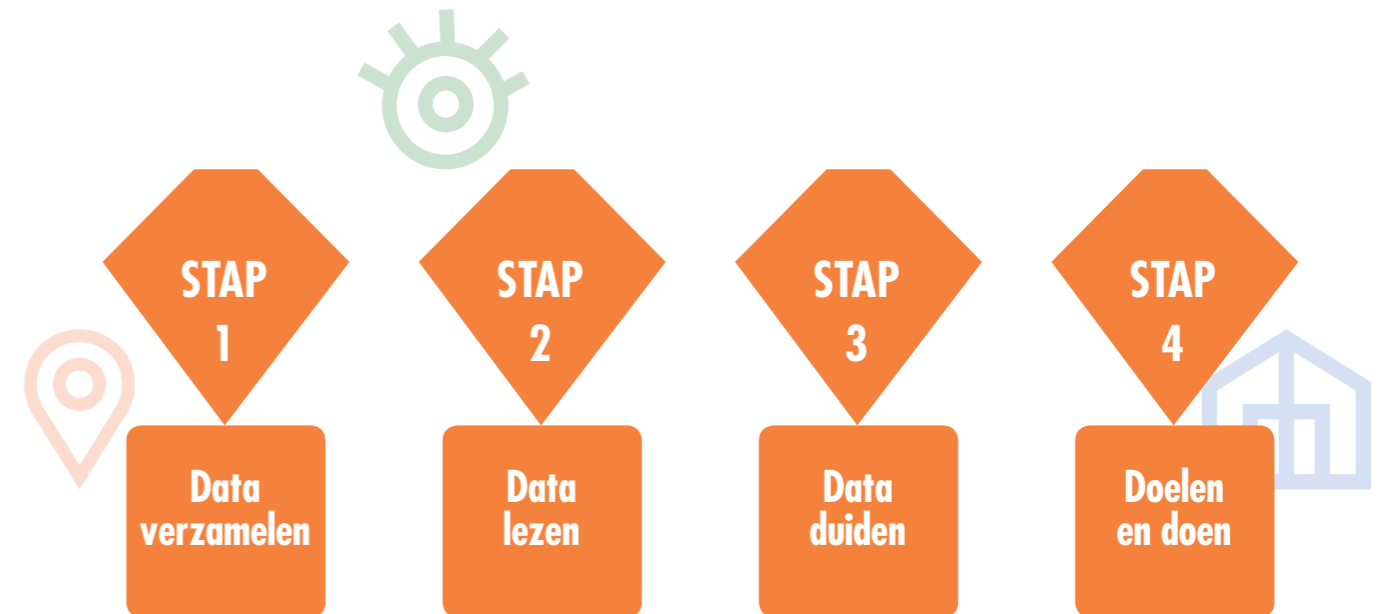 STAP
1
Data
verzamelen
STAP
2
Data
lezen
STAP
3
Data
duiden
STAP
4
Doelen
en doen